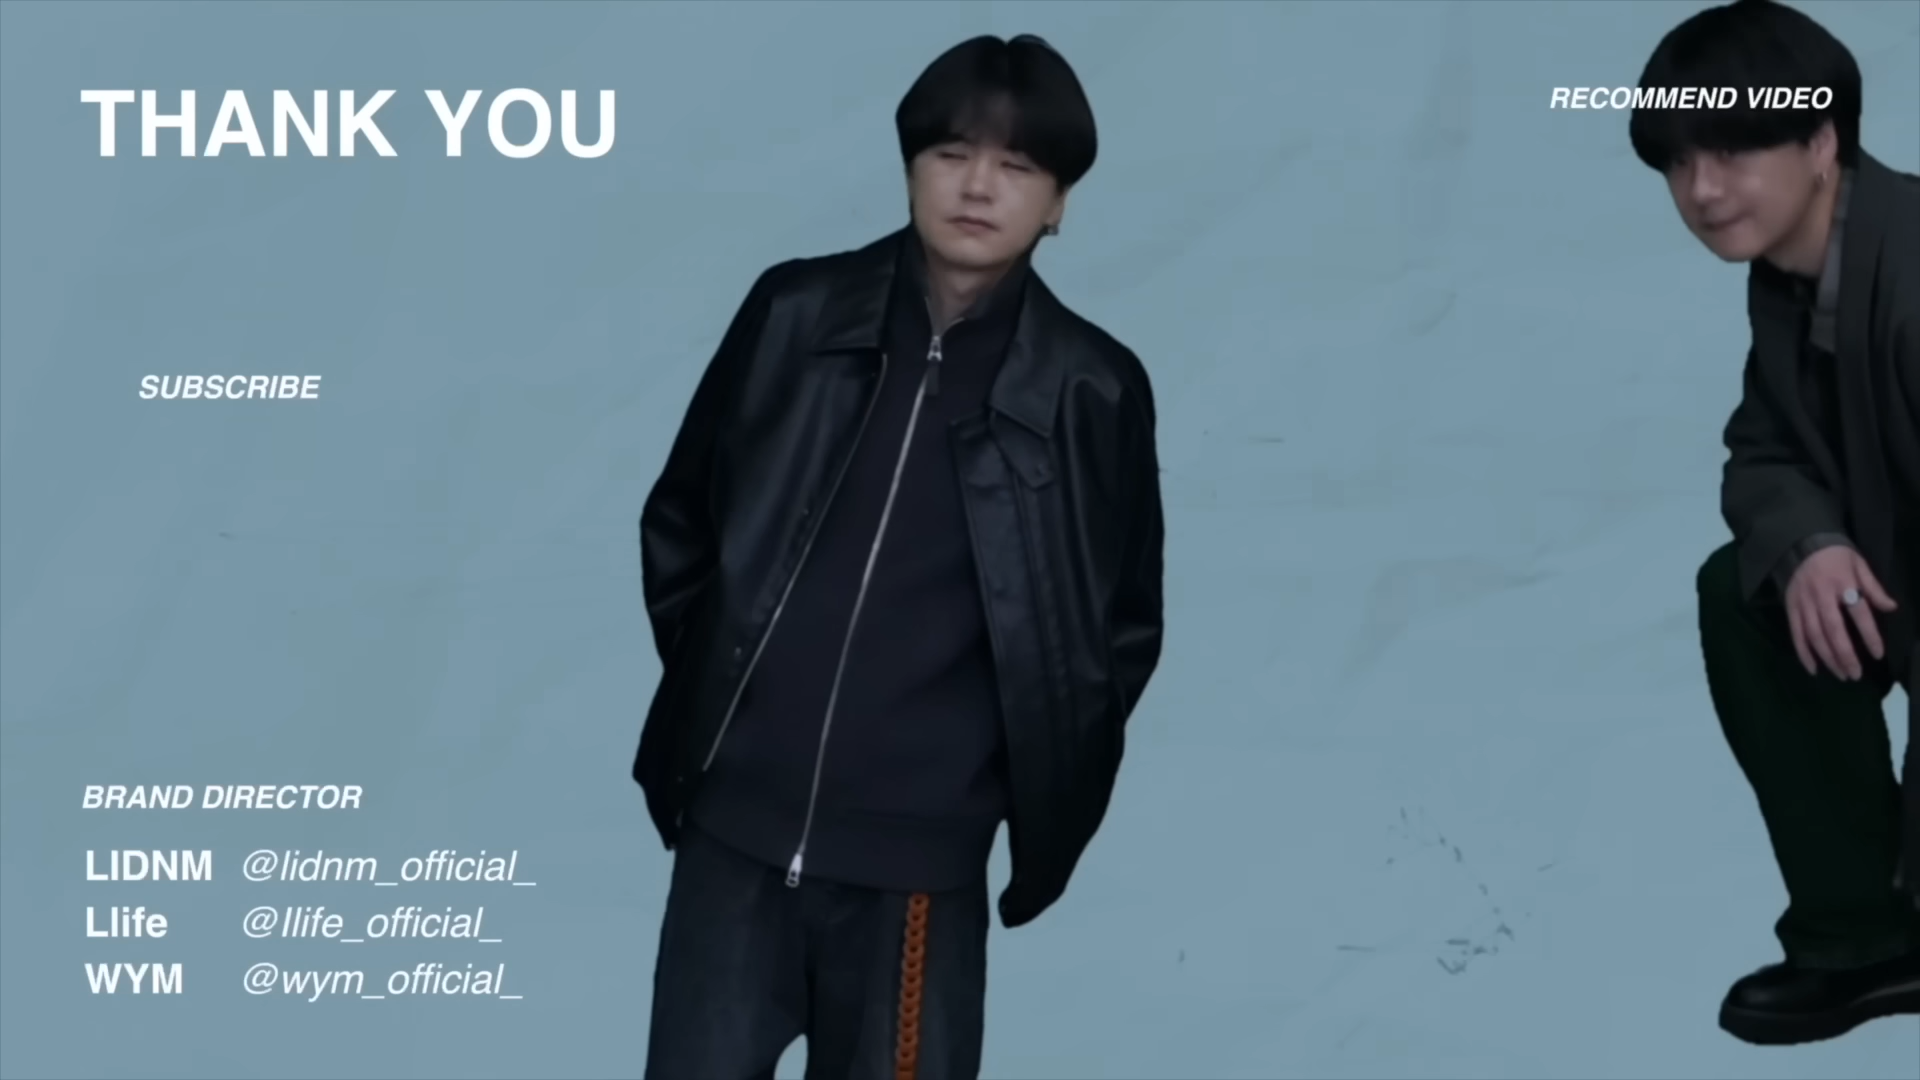 THANK YOU
RECOMMEND VIDEO
SUBSCRIBE
BRAND DIRECTOR
LIDNM @lidnm_official_
Llife @llife_official_
WYM @wym_official_